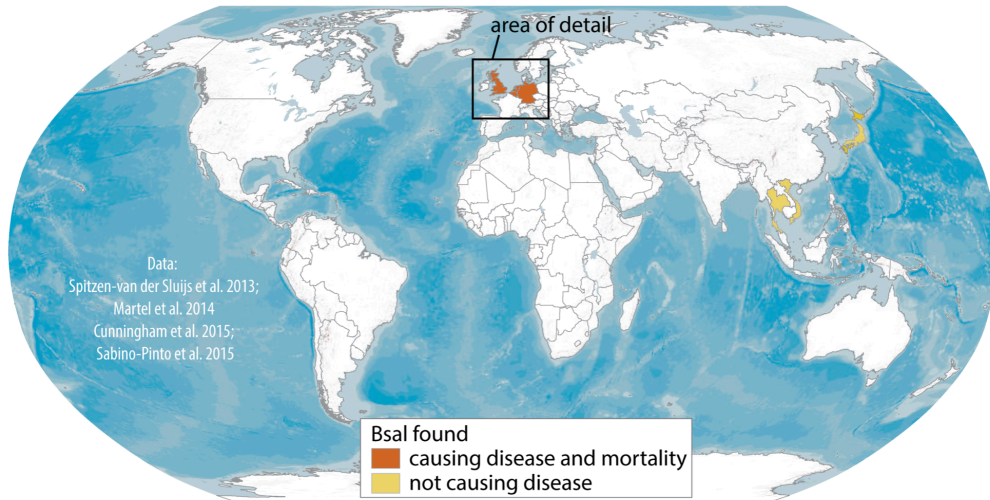 area of detail
Data:
Spitzen-van der Sluijs et al. 2013;
Martel et al. 2014
Cunningham et al. 2015;
Sabino-Pinto et al. 2015
Bsal found
causing disease and mortality
not causing disease